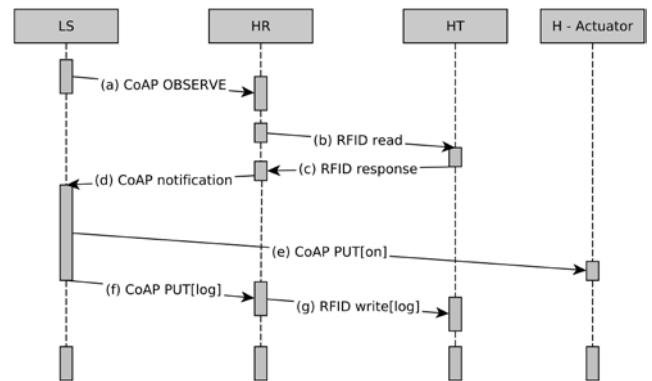 LS
HR
HT
H - Actuator
(a) CoAP OBSERVE
(b) RFID read
(c) RFID response
(d) CoAP notification
(e) CoAP PUT[on]
(f) CoAP PUT[log]
(g) RFID write[log]